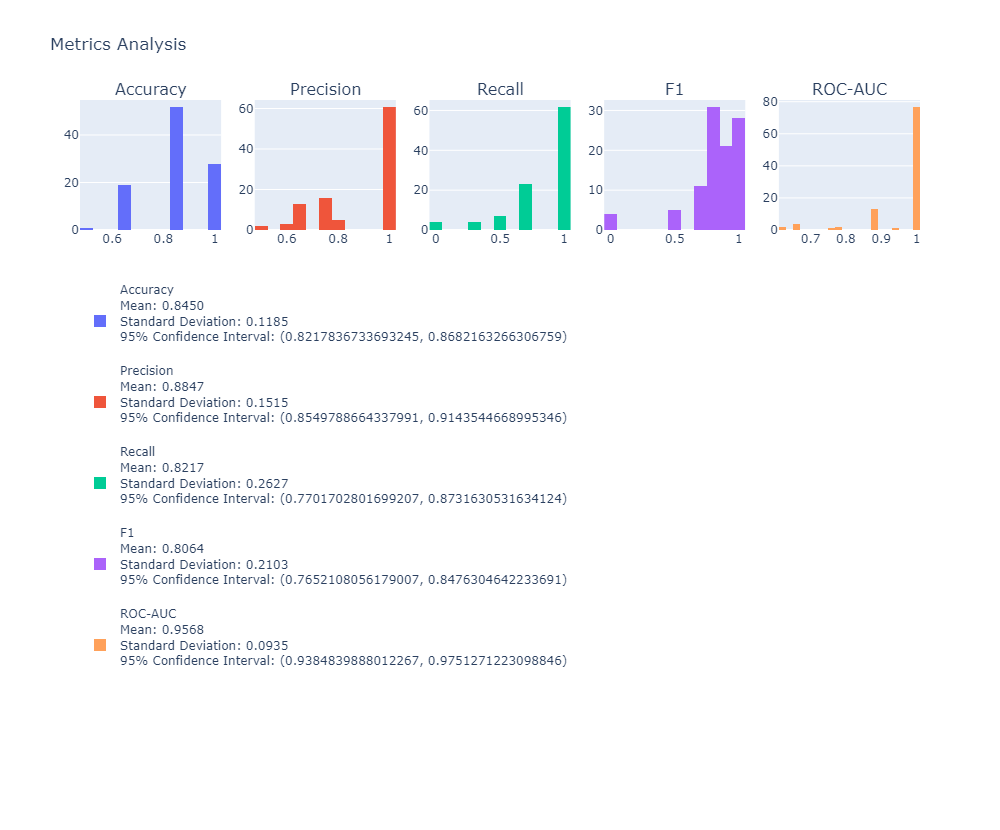 Metrics Analysis
Accuracy Precision Recall F1 ROC-AUC
40
20
0
0.6 0.8 1
60
40
20
0
0.6 0.8 1
60
40
20
0
0 0.5 1
30
20
10
0
0 0.5 1
80
60
40
20
0
0.7 0.8 0.9 1
Accuracy
Mean: 0.8450
Standard Deviation: 0.1185
95% Confidence Interval: (0.8217836733693245, 0.8682163266306759)
Precision
Mean: 0.8847
Standard Deviation: 0.1515
95% Confidence Interval: (0.8549788664337991, 0.9143544668995346)
Recall
Mean: 0.8217
Standard Deviation: 0.2627
95% Confidence Interval: (0.7701702801699207, 0.8731630531634124)
F1
Mean: 0.8064
Standard Deviation: 0.2103
95% Confidence Interval: (0.7652108056179007, 0.8476304642233691)
ROC-AUC
Mean: 0.9568
Standard Deviation: 0.0935
95% Confidence Interval: (0.9384839888012267, 0.9751271223098846)